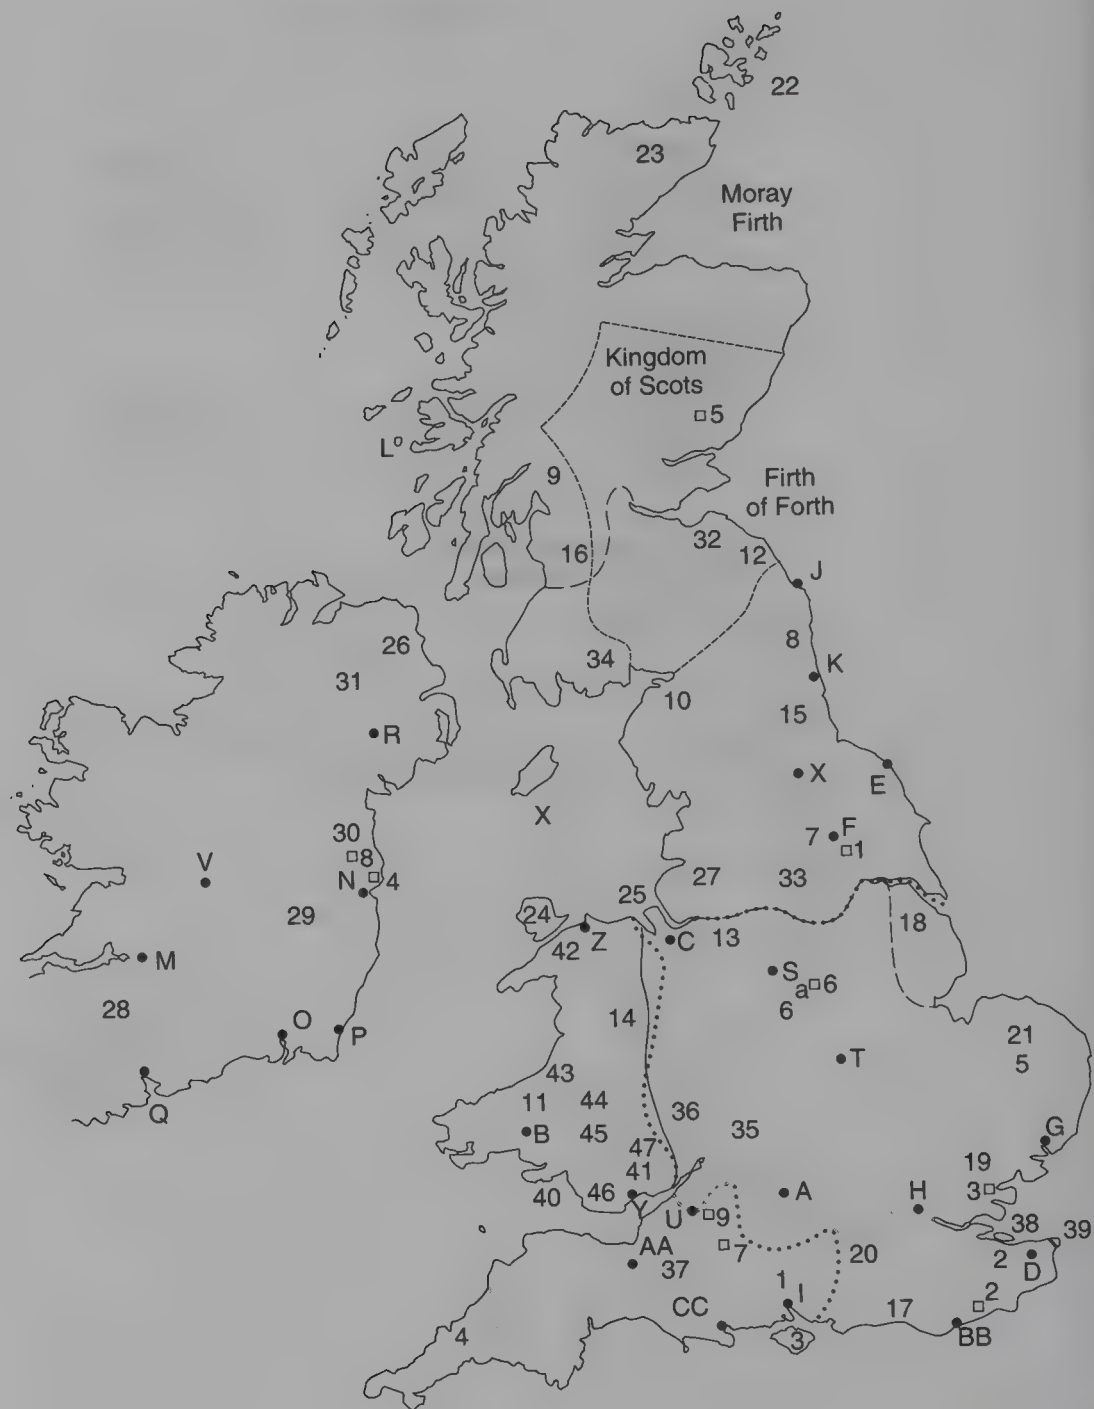 22
23
Moray
Firth
Kingdom
of Scots
5
L
9
Firth
of Forth
32
16
12
J
8
26
34
K
31
10
15
R
X
E
X
30
7 F
8
1
V
4
N
27
33
24
25
29
18
42
Z
C
13
M
S
a 6
6
28
14
O
P
21
T
5
43
Q
11
44
36
B
45
35
G
47
19
41
3
A
40
46
Y
H
U
9
38
39
AA
7
20
2
37
D
1
I
2
CC
17
4
3
BB